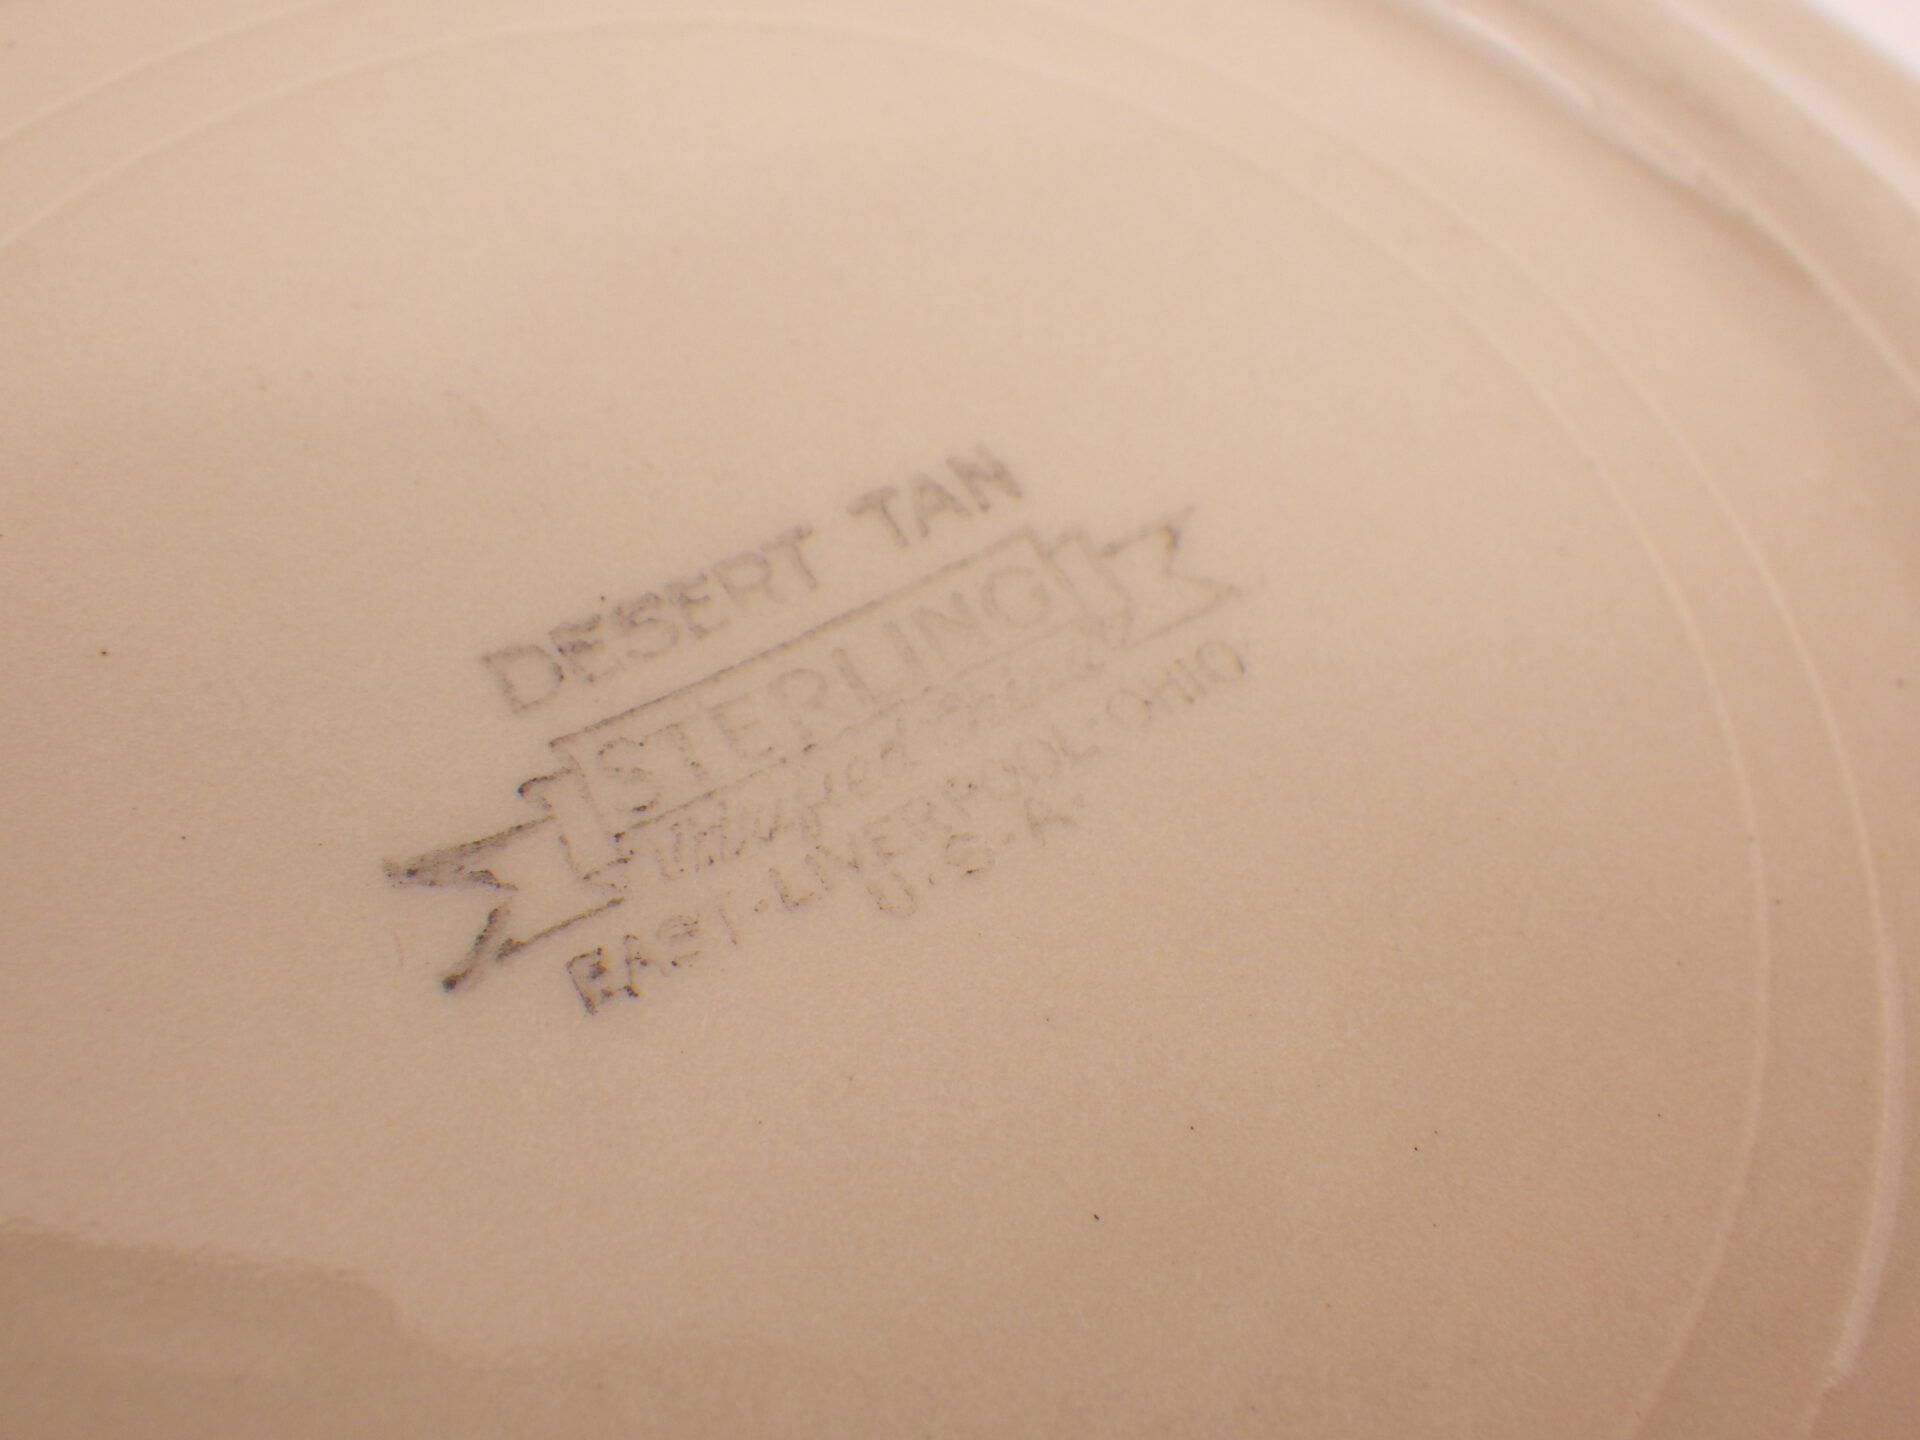 DESERT TAN
STERLING
Vitrified China
EAST·LIVERPOOL·OHIO
U.S.A.